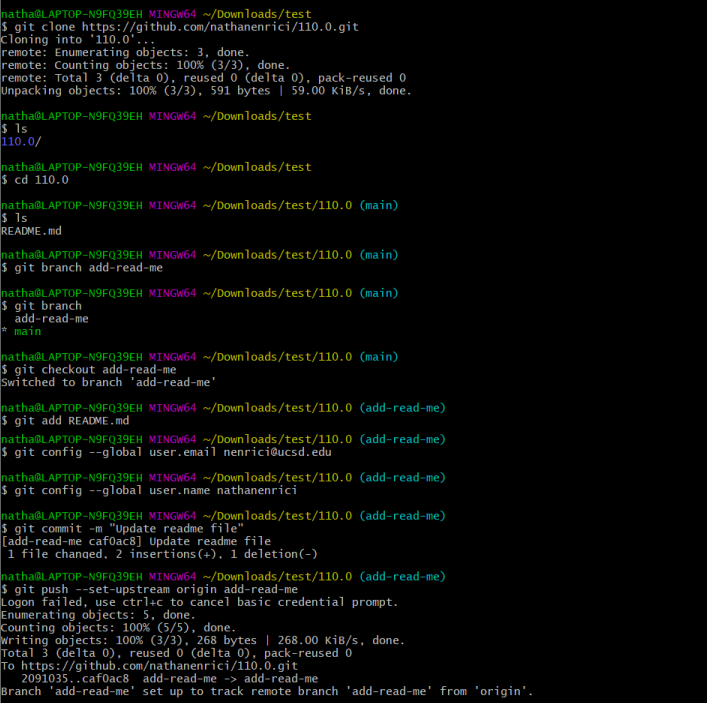 natha@LAPTOP-N9FQ39EH MINGW64 ~/Downloads/test
$ git clone https://github.com/nathanenrici/110.0.git
Cloning into '110.0'...
remote: Enumerating objects: 3, done.
remote: Counting objects: 100% (3/3), done.
remote: Total 3 (delta 0), reused 0 (delta 0), pack-reused 0
Unpacking objects: 100% (3/3), 591 bytes | 59.00 KiB/s, done.
natha@LAPTOP-N9FQ39EH MINGW64 ~/Downloads/test
$ ls
110.0/
natha@LAPTOP-N9FQ39EH MINGW64 ~/Downloads/test
$ cd 110.0
natha@LAPTOP-N9FQ39EH MINGW64 ~/Downloads/test/110.0 (main)
$ ls
README.md
natha@LAPTOP-N9FQ39EH MINGW64 ~/Downloads/test/110.0 (main)
$ git branch add-read-me
natha@LAPTOP-N9FQ39EH MINGW64 ~/Downloads/test/110.0 (main)
$ git branch
  add-read-me
* main
natha@LAPTOP-N9FQ39EH MINGW64 ~/Downloads/test/110.0 (main)
$ git checkout add-read-me
Switched to branch 'add-read-me'
natha@LAPTOP-N9FQ39EH MINGW64 ~/Downloads/test/110.0 (add-read-me)
$ git add README.md
natha@LAPTOP-N9FQ39EH MINGW64 ~/Downloads/test/110.0 (add-read-me)
$ git config --global user.email nenrici@ucsd.edu
natha@LAPTOP-N9FQ39EH MINGW64 ~/Downloads/test/110.0 (add-read-me)
$ git config --global user.name nathanenrici
natha@LAPTOP-N9FQ39EH MINGW64 ~/Downloads/test/110.0 (add-read-me)
$ git commit -m "Update readme file"
[add-read-me caf0ac8] Update readme file
 1 file changed, 2 insertions(+), 1 deletion(-)
natha@LAPTOP-N9FQ39EH MINGW64 ~/Downloads/test/110.0 (add-read-me)
$ git push --set-upstream origin add-read-me
Logon failed, use ctrl+c to cancel basic credential prompt.
Enumerating objects: 5, done.
Counting objects: 100% (5/5), done.
Writing objects: 100% (3/3), 268 bytes | 268.00 KiB/s, done.
Total 3 (delta 0), reused 0 (delta 0), pack-reused 0
To https://github.com/nathanenrici/110.0.git
   2091035..caf0ac8  add-read-me -> add-read-me
Branch 'add-read-me' set up to track remote branch 'add-read-me' from 'origin'.